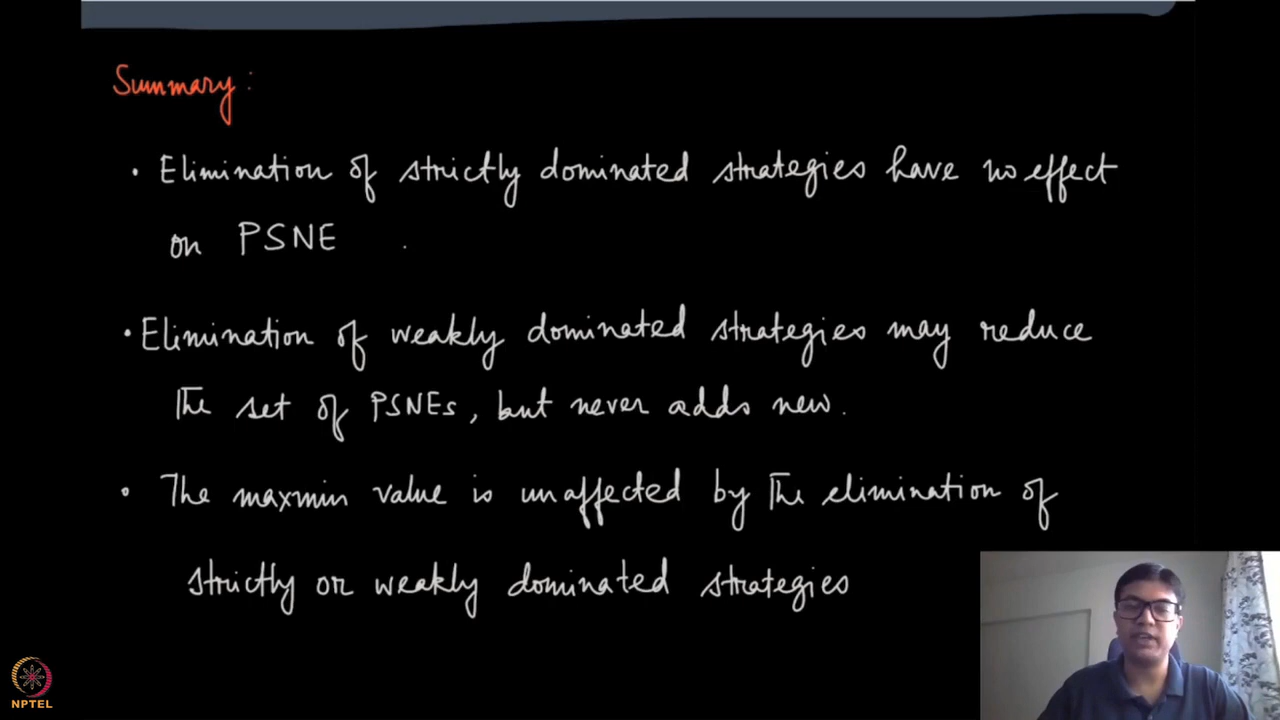 Summary:
• Elimination of strictly dominated strategies have no effect
on PSNE
• Elimination of weakly dominated strategies may reduce
the set of PSNEs, but never adds new.
• The maxmin value is unaffected by the elimination of
strictly or weakly dominated strategies
NPTEL